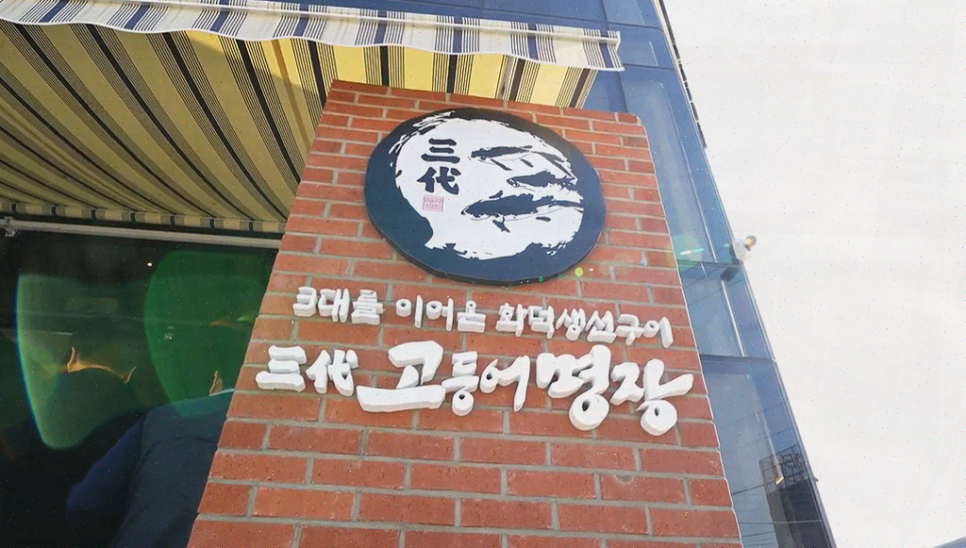 三代
3대를 이어온 화덕생선구이
三代 고등어명장